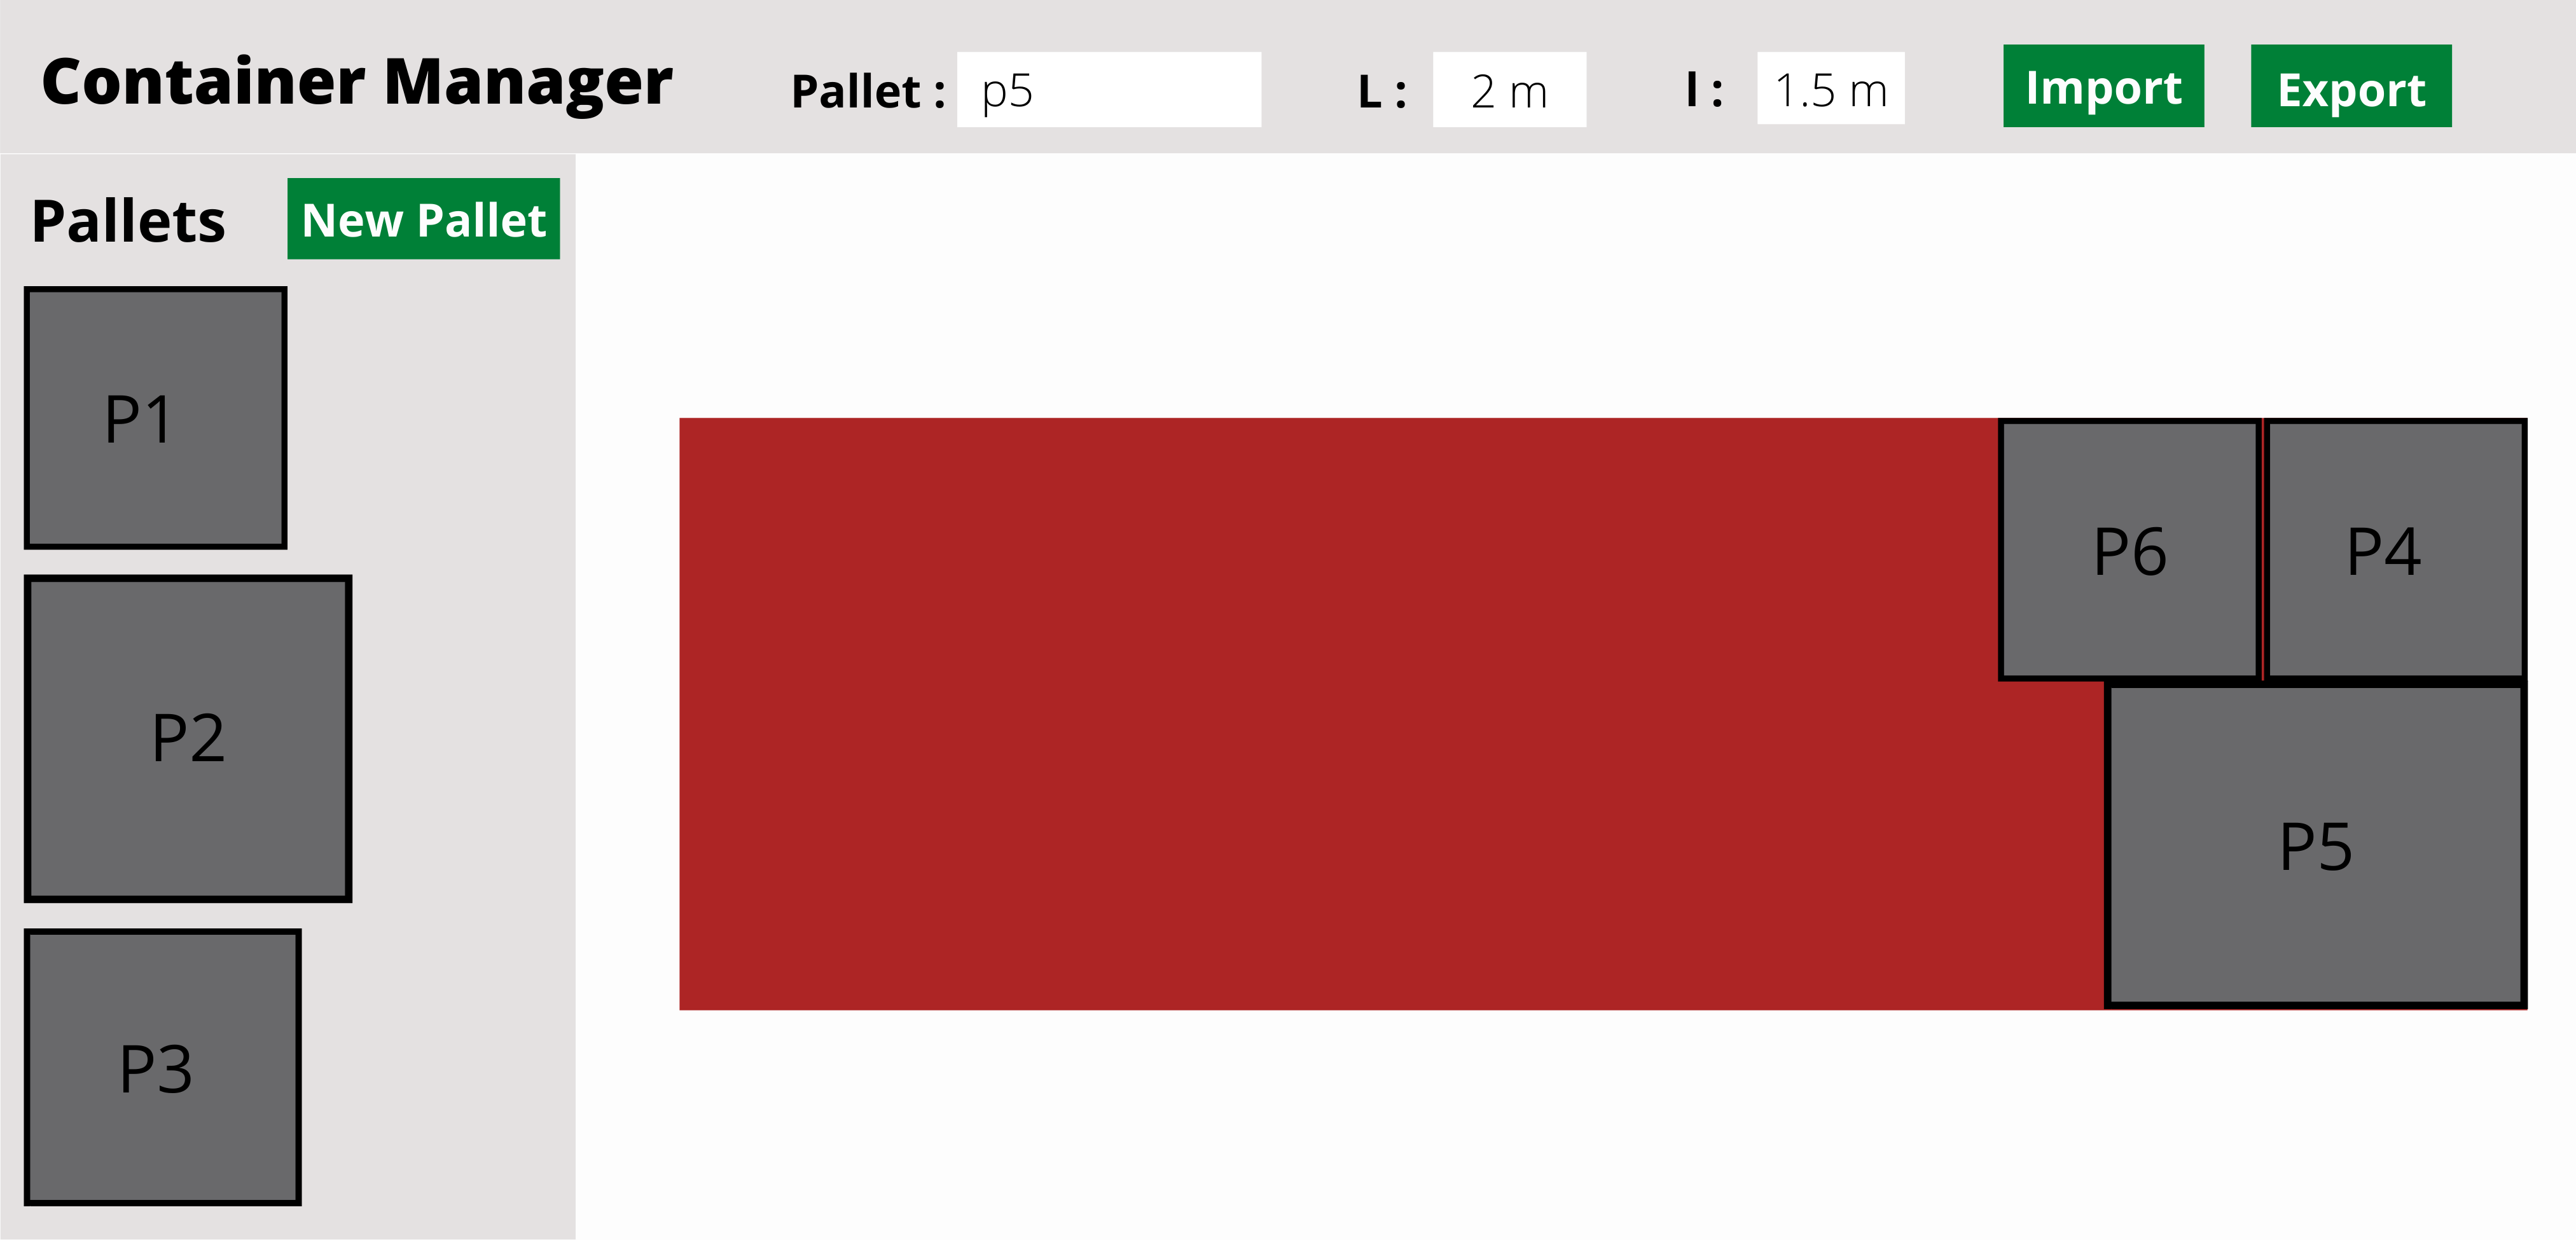 Container Manager
Pallet : p5
L : 2 m
l : 1.5 m
Import
Export
Pallets
New Pallet
P1
P2
P3
P6
P4
P5